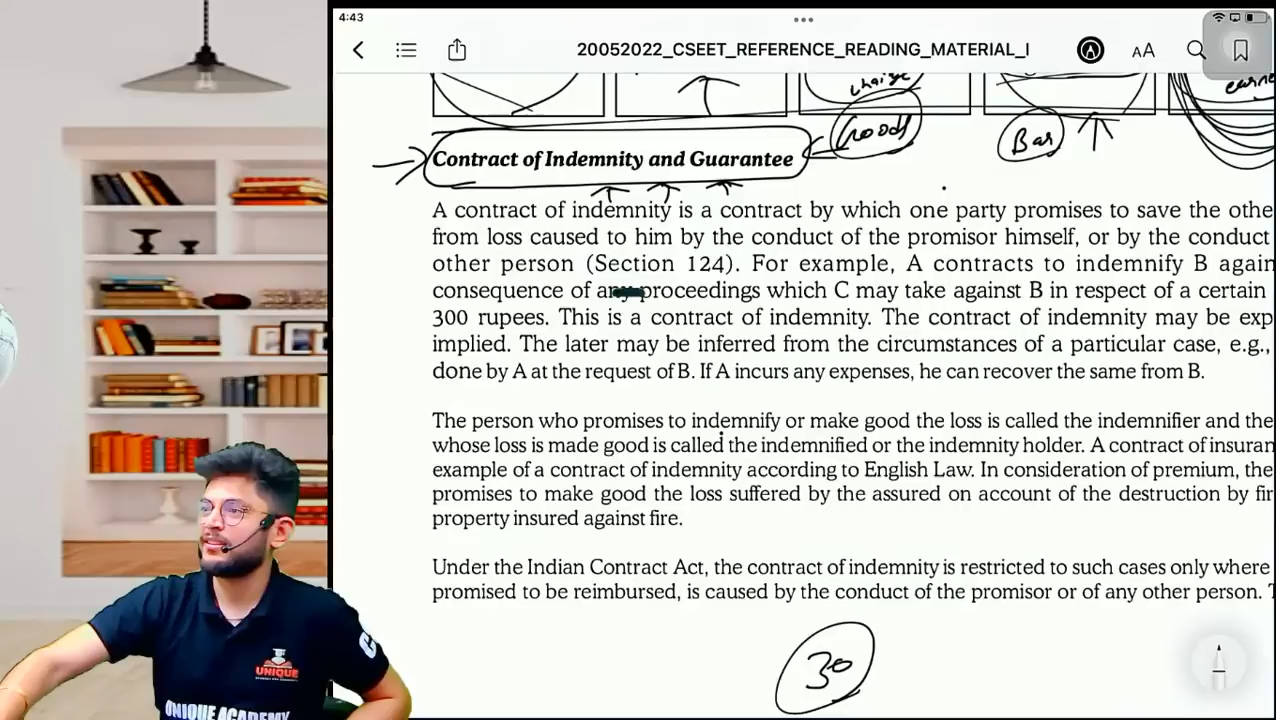 4:43
20052022_CSEET_REFERENCE_READING_MATERIAL_I
AA
charge
earne
Goods
Bar
Contract of Indemnity and Guarantee
A contract of indemnity is a contract by which one party promises to save the othe
from loss caused to him by the conduct of the promisor himself, or by the conduct
other person (Section 124). For example, A contracts to indemnify B again
consequence of any proceedings which C may take against B in respect of a certain
300 rupees. This is a contract of indemnity. The contract of indemnity may be exp
implied. The later may be inferred from the circumstances of a particular case, e.g.,
done by A at the request of B. If A incurs any expenses, he can recover the same from B.
The person who promises to indemnify or make good the loss is called the indemnifier and the
whose loss is made good is called the indemnified or the indemnity holder. A contract of insuran
example of a contract of indemnity according to English Law. In consideration of premium, the
promises to make good the loss suffered by the assured on account of the destruction by fir
property insured against fire.
Under the Indian Contract Act, the contract of indemnity is restricted to such cases only where
promised to be reimbursed, is caused by the conduct of the promisor or of any other person. T
30
UNIQUE
UNIQUE ACADEMY